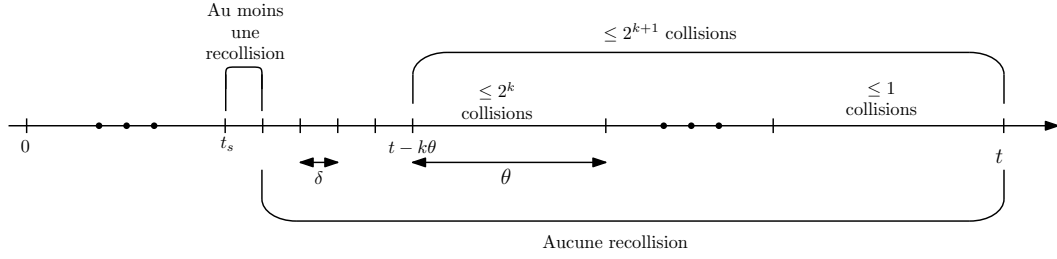 Au moins
une
recollision
≤ 2^{k+1} collisions
≤ 2^k
collisions
≤ 1
collisions
0
t_s
t − kθ
t
δ
θ
Aucune recollision